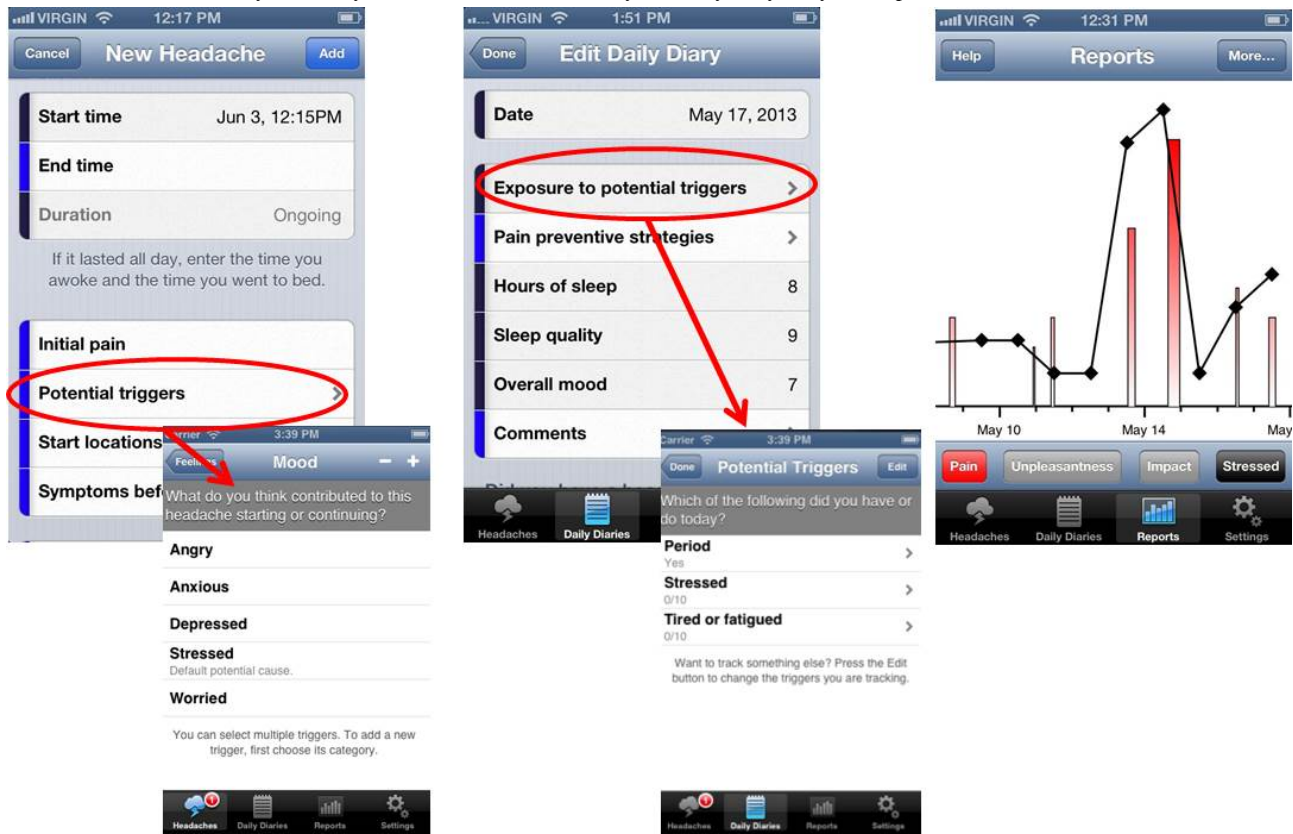 VIRGIN 12:17 PM
Cancel New Headache Add
Start time Jun 3, 12:15PM
End time
Duration Ongoing
If it lasted all day, enter the time you
awoke and the time you went to bed.
Initial pain
Potential triggers
Start locations
Symptoms bef
3:39 PM
Feelings Mood - +
What do you think contributed to this
headache starting or continuing?
Angry
Anxious
Depressed
Stressed
Default potential cause.
Worried
You can select multiple triggers. To add a new
trigger, first choose its category.
Headaches Daily Diaries Reports Settings
... VIRGIN 1:51 PM
Done Edit Daily Diary
Date May 17, 2013
Exposure to potential triggers
Pain preventive strategies
Hours of sleep 8
Sleep quality 9
Overall mood 7
Comments
Headaches Daily Diaries
Carrier 3:39 PM
Done Potential Triggers Edit
Which of the following did you have or
do today?
Period
Yes
Stressed
0/10
Tired or fatigued
0/10
Want to track something else? Press the Edit
button to change the triggers you are tracking.
Headaches Daily Diaries Reports Settings
VIRGIN 12:31 PM
Help Reports More...
May 10 May 14 May
Pain Unpleasantness Impact Stressed
Headaches Daily Diaries Reports Settings